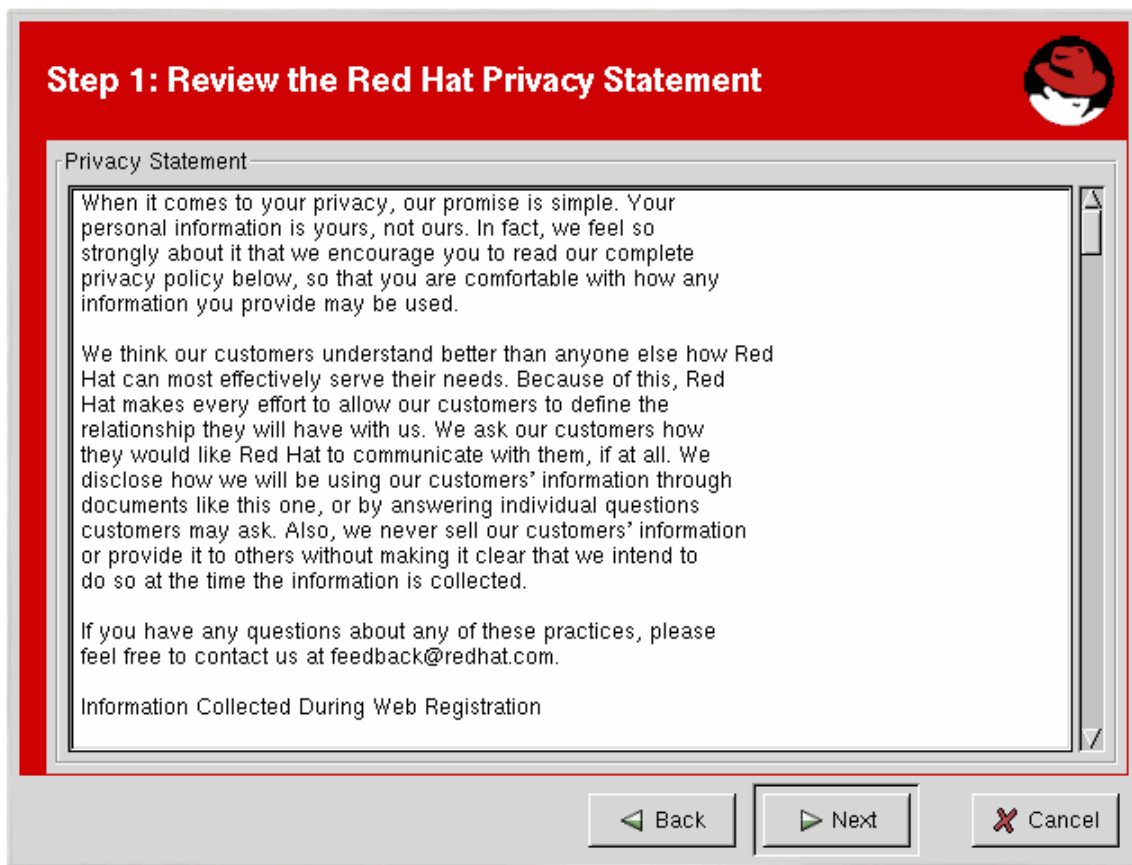 Step 1: Review the Red Hat Privacy Statement
Privacy Statement
When it comes to your privacy, our promise is simple. Your
personal information is yours, not ours. In fact, we feel so
strongly about it that we encourage you to read our complete
privacy policy below, so that you are comfortable with how any
information you provide may be used.
We think our customers understand better than anyone else how Red
Hat can most effectively serve their needs. Because of this, Red
Hat makes every effort to allow our customers to define the
relationship they will have with us. We ask our customers how
they would like Red Hat to communicate with them, if at all. We
disclose how we will be using our customers’ information through
documents like this one, or by answering individual questions
customers may ask. Also, we never sell our customers’ information
or provide it to others without making it clear that we intend to
do so at the time the information is collected.
If you have any questions about any of these practices, please
feel free to contact us at feedback@redhat.com.
Information Collected During Web Registration
Back
Next
Cancel